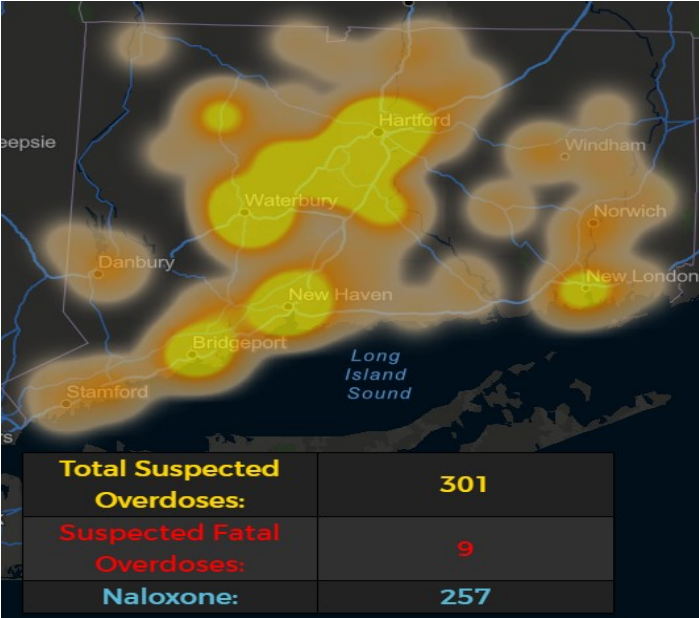 Hartford
eepsie
Windham
Waterbury
Norwich
Danbury
New London
New Haven
Bridgeport
Long
Island
Sound
Stamford
rs
Total Suspected
Overdoses:
301
Suspected Fatal
Overdoses:
9
Naloxone:
257